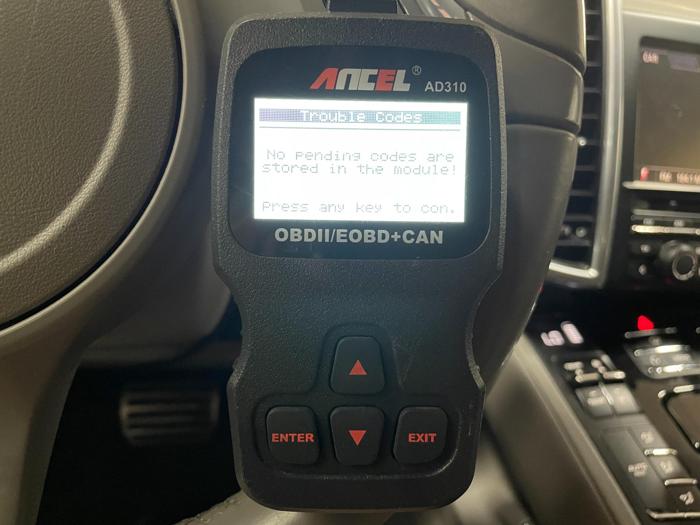 ANCEL®
AD310
Trouble Codes
No pending codes are
stored in the module!
Press any key to con.
OBDII/EOBD+CAN
ENTER
EXIT
CAR